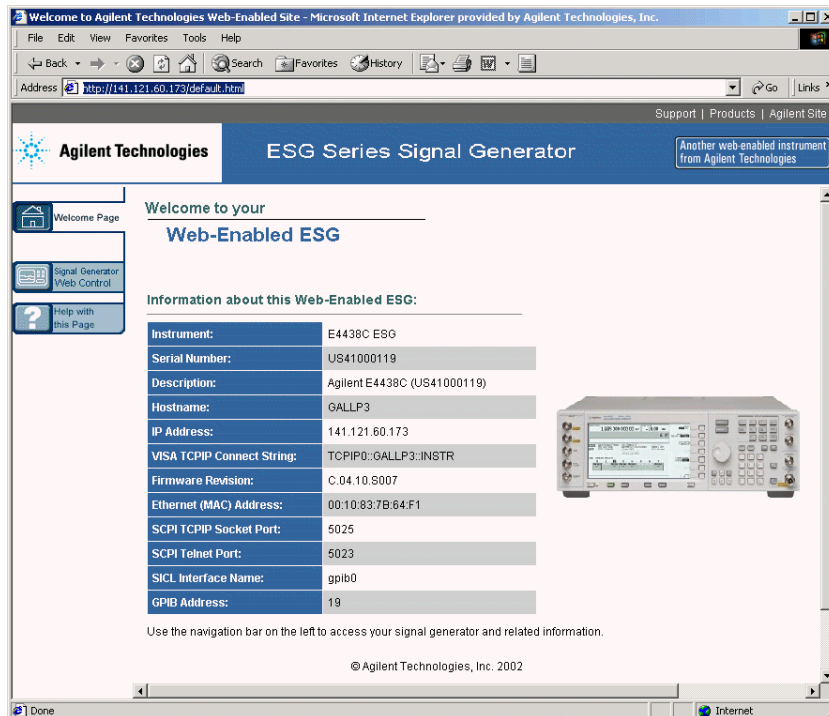 Welcome to Agilent Technologies Web-Enabled Site - Microsoft Internet Explorer provided by Agilent Technologies, Inc.
File Edit View Favorites Tools Help
Back Search Favorites History
Address http://141.121.60.173/default.html Go Links
Support | Products | Agilent Site
Agilent Technologies
ESG Series Signal Generator
Another web-enabled instrument
from Agilent Technologies
Welcome Page
Signal Generator
Web Control
Help with
this Page
Welcome to your
Web-Enabled ESG
Information about this Web-Enabled ESG:
Instrument: E4438C ESG
Serial Number: US41000119
Description: Agilent E4438C (US41000119)
Hostname: GALLP3
IP Address: 141.121.60.173
VISA TCPIP Connect String: TCPIP0::GALLP3::INSTR
Firmware Revision: C.04.10.S007
Ethernet (MAC) Address: 00:10:83:7B:64:F1
SCPI TCPIP Socket Port: 5025
SCPI Telnet Port: 5023
SICL Interface Name: gpib0
GPIB Address: 19
Use the navigation bar on the left to access your signal generator and related information.
© Agilent Technologies, Inc. 2002
Done Internet